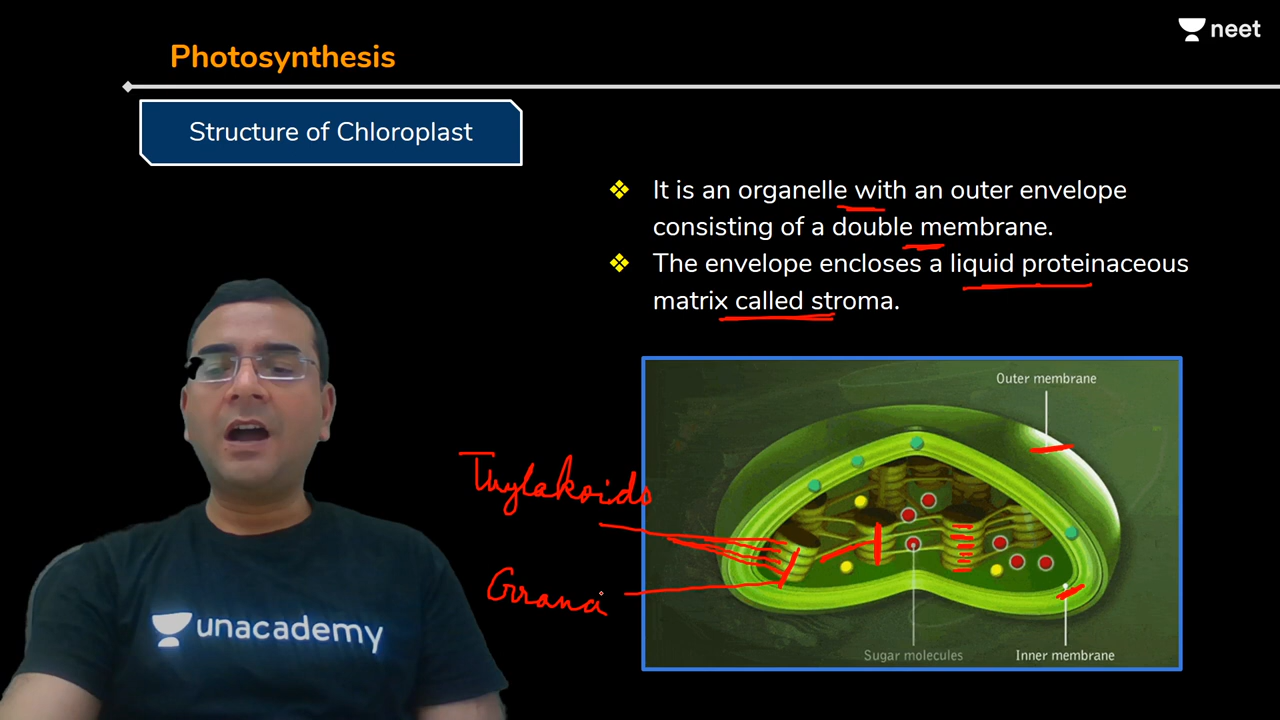 neet
Photosynthesis
Structure of Chloroplast
It is an organelle with an outer envelope
consisting of a double membrane.
The envelope encloses a liquid proteinaceous
matrix called stroma.
Outer membrane
Thylakoids
Grana
Sugar molecules
Inner membrane
unacademy